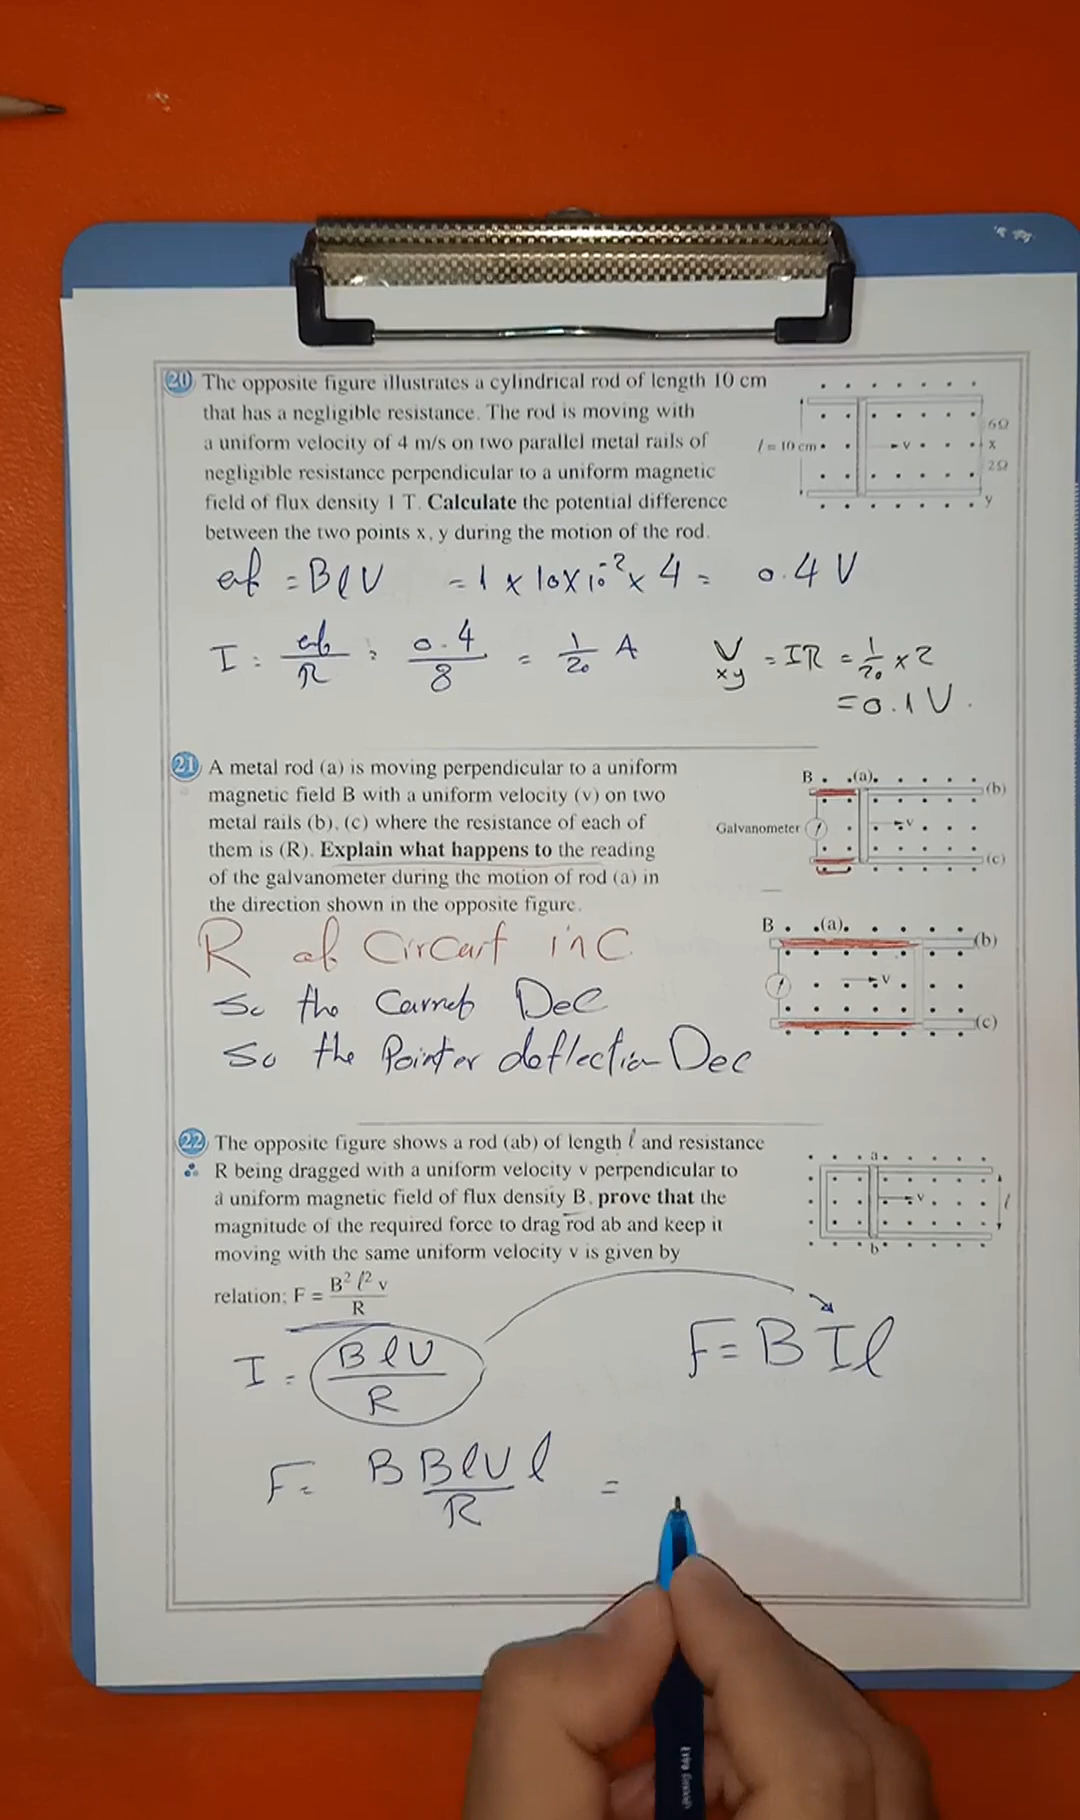 20 The opposite figure illustrates a cylindrical rod of length 10 cm
that has a negligible resistance. The rod is moving with
a uniform velocity of 4 m/s on two parallel metal rails of
negligible resistance perpendicular to a uniform magnetic
field of flux density 1 T. Calculate the potential difference
between the two points x, y during the motion of the rod.
l = 10 cm
v
6Ω
x
2Ω
y
emf = BlV = 1 × 10 × 10⁻² × 4 = 0.4 V
I = emf/R = 0.4/8 = 1/20 A
Vxy = IR = 1/20 × 2
= 0.1 V.
21 A metal rod (a) is moving perpendicular to a uniform
magnetic field B with a uniform velocity (v) on two
metal rails (b), (c) where the resistance of each of
them is (R). Explain what happens to the reading
of the galvanometer during the motion of rod (a) in
the direction shown in the opposite figure.
B (a) (b)
Galvanometer v
(c)
B (a) (b)
v
(c)
R of Circuit inC
So the Current Dec
So the Pointer deflection Dec
22 The opposite figure shows a rod (ab) of length l and resistance
R being dragged with a uniform velocity v perpendicular to
a uniform magnetic field of flux density B, prove that the
magnitude of the required force to drag rod ab and keep it
moving with the same uniform velocity v is given by
relation: F = B² l² v / R
a
v
l
b
I = BlV/R
F = BIl
F = B BlV/R l =